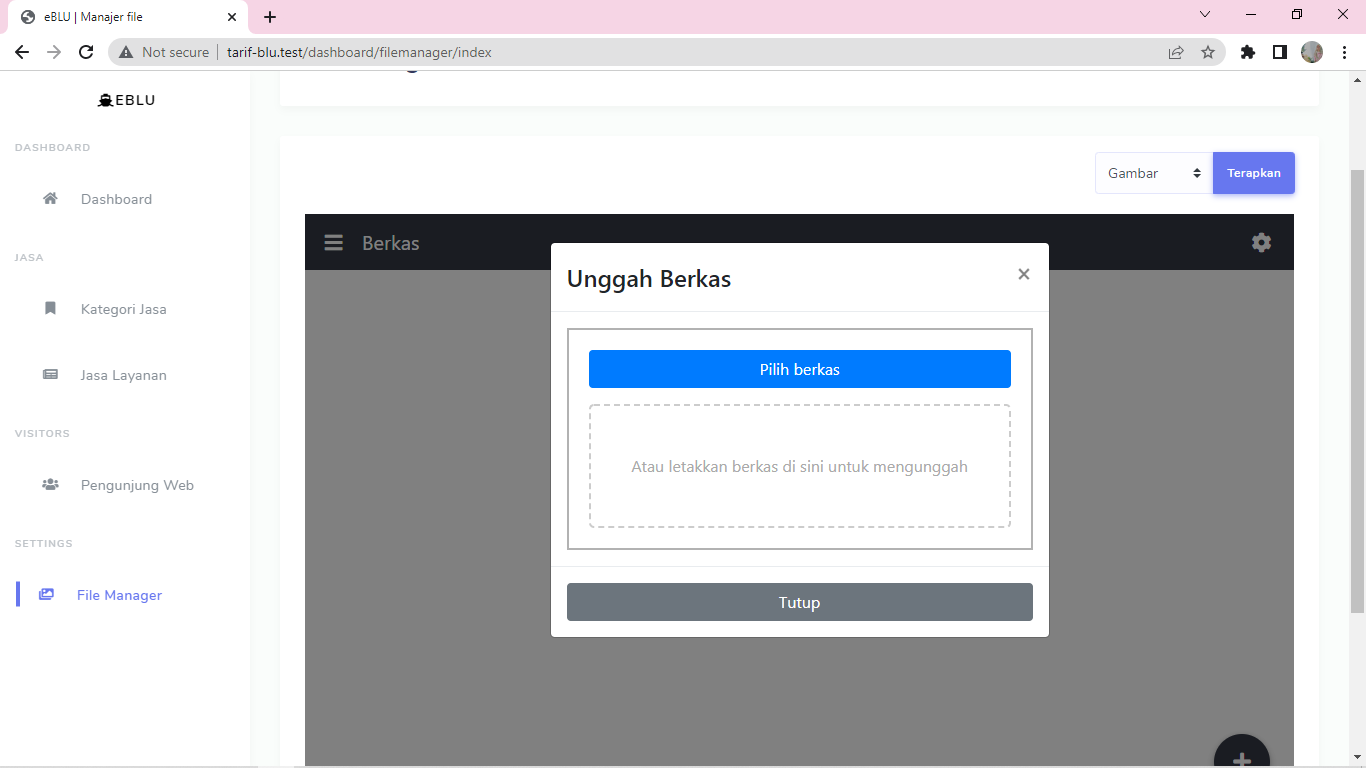 eBLU | Manajer file
Not secure
tarif-blu.test/dashboard/filemanager/index
EBLU
DASHBOARD
Dashboard
JASA
Kategori Jasa
Jasa Layanan
VISITORS
Pengunjung Web
SETTINGS
File Manager
Gambar
Terapkan
Berkas
Unggah Berkas
×
Pilih berkas
Atau letakkan berkas di sini untuk mengunggah
Tutup